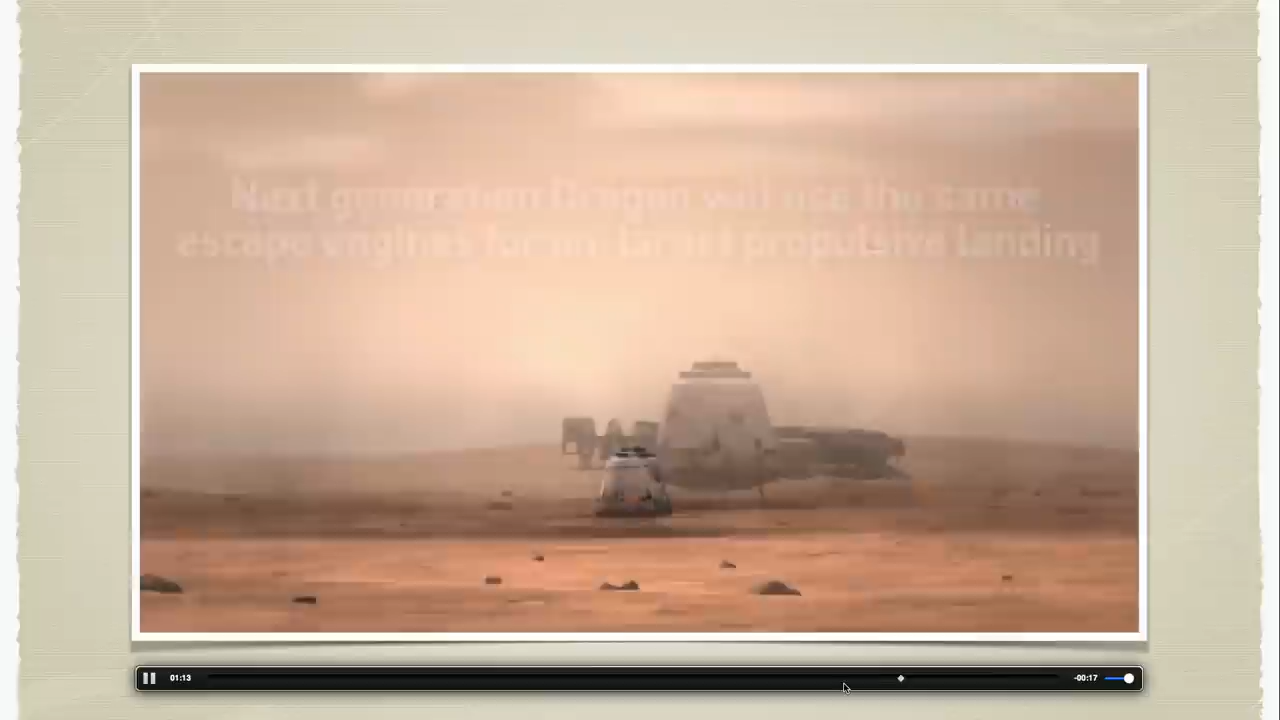 Next generation Dragon will use the same
escape engines for on- target propulsive landing
01:13
-00:17